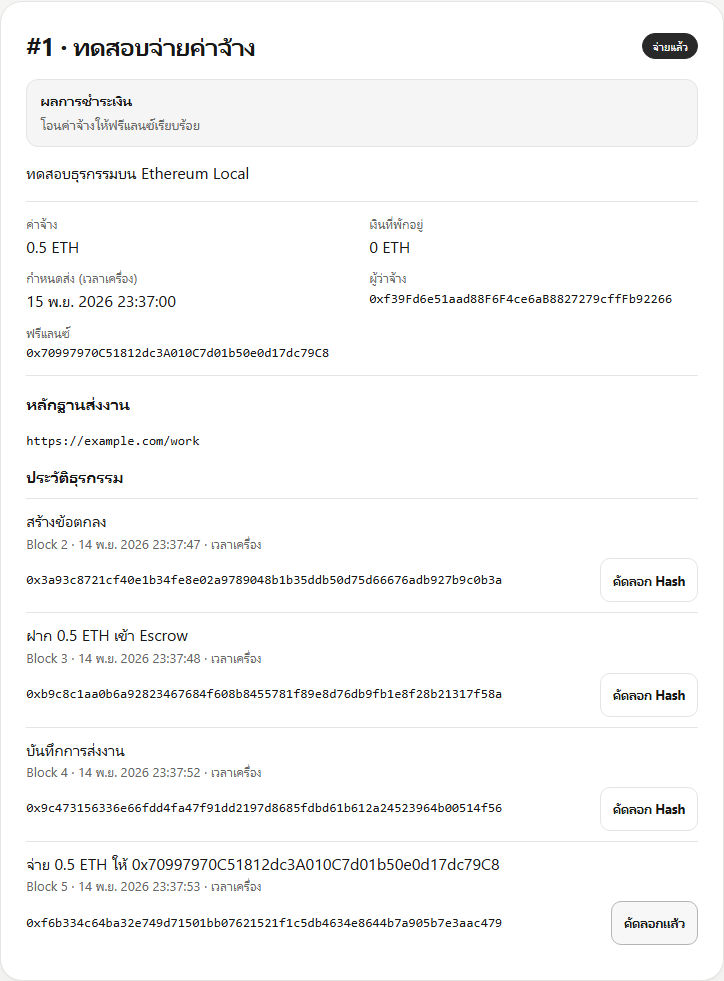 #1 · ทดสอบจ่ายค่าจ้าง
จ่ายแล้ว
ผลการชำระเงิน
โอนค่าจ้างให้ฟรีแลนซ์เรียบร้อย
ทดสอบธุรกรรมบน Ethereum Local
ค่าจ้าง
0.5 ETH
เงินที่พักอยู่
0 ETH
กำหนดส่ง (เวลาเครื่อง)
15 พ.ย. 2026 23:37:00
ผู้ว่าจ้าง
0xf39Fd6e51aad88F6F4ce6aB8827279cffFb92266
ฟรีแลนซ์
0x70997970C51812dc3A010C7d01b50e0d17dc79C8
หลักฐานส่งงาน
https://example.com/work
ประวัติธุรกรรม
สร้างข้อตกลง
Block 2 · 14 พ.ย. 2026 23:37:47 · เวลาเครื่อง
0x3a93c8721cf40e1b34fe8e02a9789048b1b35ddb50d75d66676adb927b9c0b3a
คัดลอก Hash
ฝาก 0.5 ETH เข้า Escrow
Block 3 · 14 พ.ย. 2026 23:37:48 · เวลาเครื่อง
0xb9c8c1aa0b6a92823467684f608b8455781f89e8d76db9fb1e8f28b21317f58a
คัดลอก Hash
บันทึกการส่งงาน
Block 4 · 14 พ.ย. 2026 23:37:52 · เวลาเครื่อง
0x9c473156336e66fdd4fa47f91dd2197d8685fdbd61b612a24523964b00514f56
คัดลอก Hash
จ่าย 0.5 ETH ให้ 0x70997970C51812dc3A010C7d01b50e0d17dc79C8
Block 5 · 14 พ.ย. 2026 23:37:53 · เวลาเครื่อง
0xf6b334c64ba32e749d71501bb07621521f1c5db4634e8644b7a905b7e3aac479
คัดลอกแล้ว